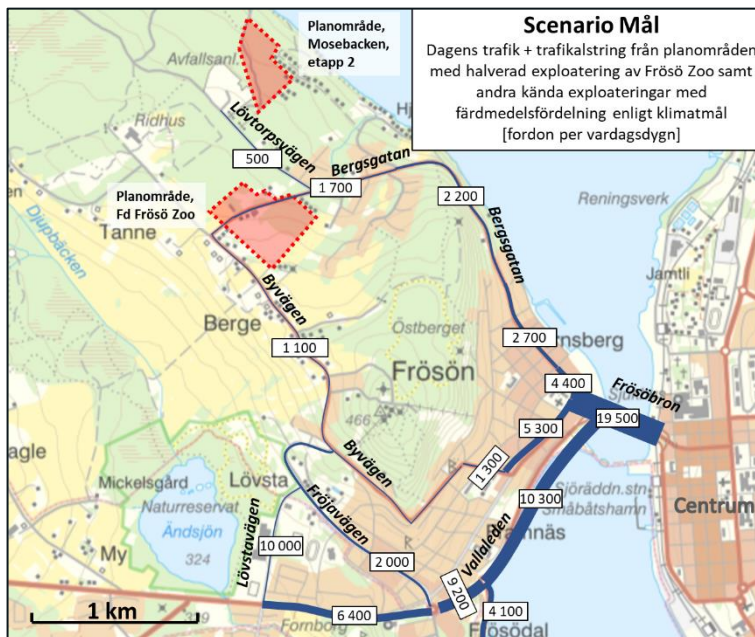 Scenario Mål
Dagens trafik + trafikalstring från planområden
med halverad exploatering av Frösö Zoo samt
andra kända exploateringar med
färdmedelsfördelning enligt klimatmål
[fordon per vardagsdygn]
Planområde,
Mosebacken,
etapp 2
Avfallsanl.
Ridhus
Lövtorpsvägen
500
Bergsgatan
1 700
2 200
Bergsgatan
Reningsverk
Planområde,
Fd Frösö Zoo
Tanne
Djupbäcken
Jamtli
Byvägen
Berge
1 100
Östberget
Frösön
466
2 700
4 400
Frösöbron
19 500
5 300
1 300
Byvägen
Mickelsgård
Naturreservat
Ändsjön
324
My
Lövsta
Fröjavägen
Lövstavägen
10 000
2 000
10 300
Vallaleden
Sjöräddn.stn
Småbåtshamn
Centrum
9 200
4 100
6 400
Fornborg
Frösödal
1 km